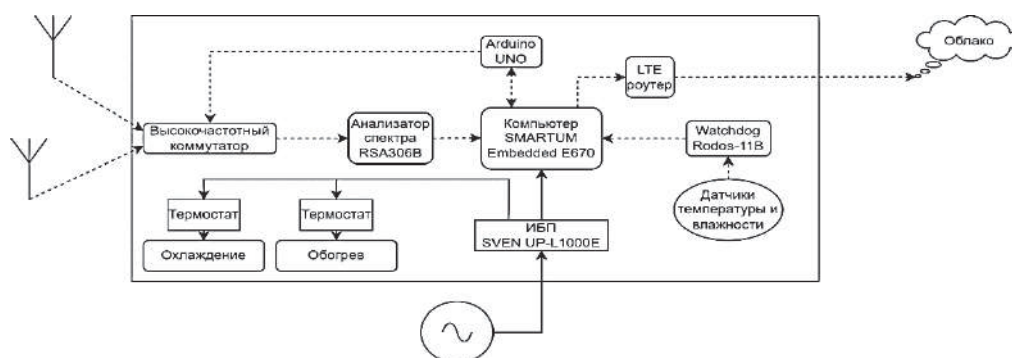 Arduino
UNO
LTE
роутер
Облако
Высокочастотный
коммутатор
Анализатор
спектра
RSA306B
Компьютер
SMARTUM
Embedded E670
Watchdog
Rodos-11B
Датчики
температуры и
влажности
Термостат
Термостат
ИБП
SVEN UP-L1000E
Охлаждение
Обогрев